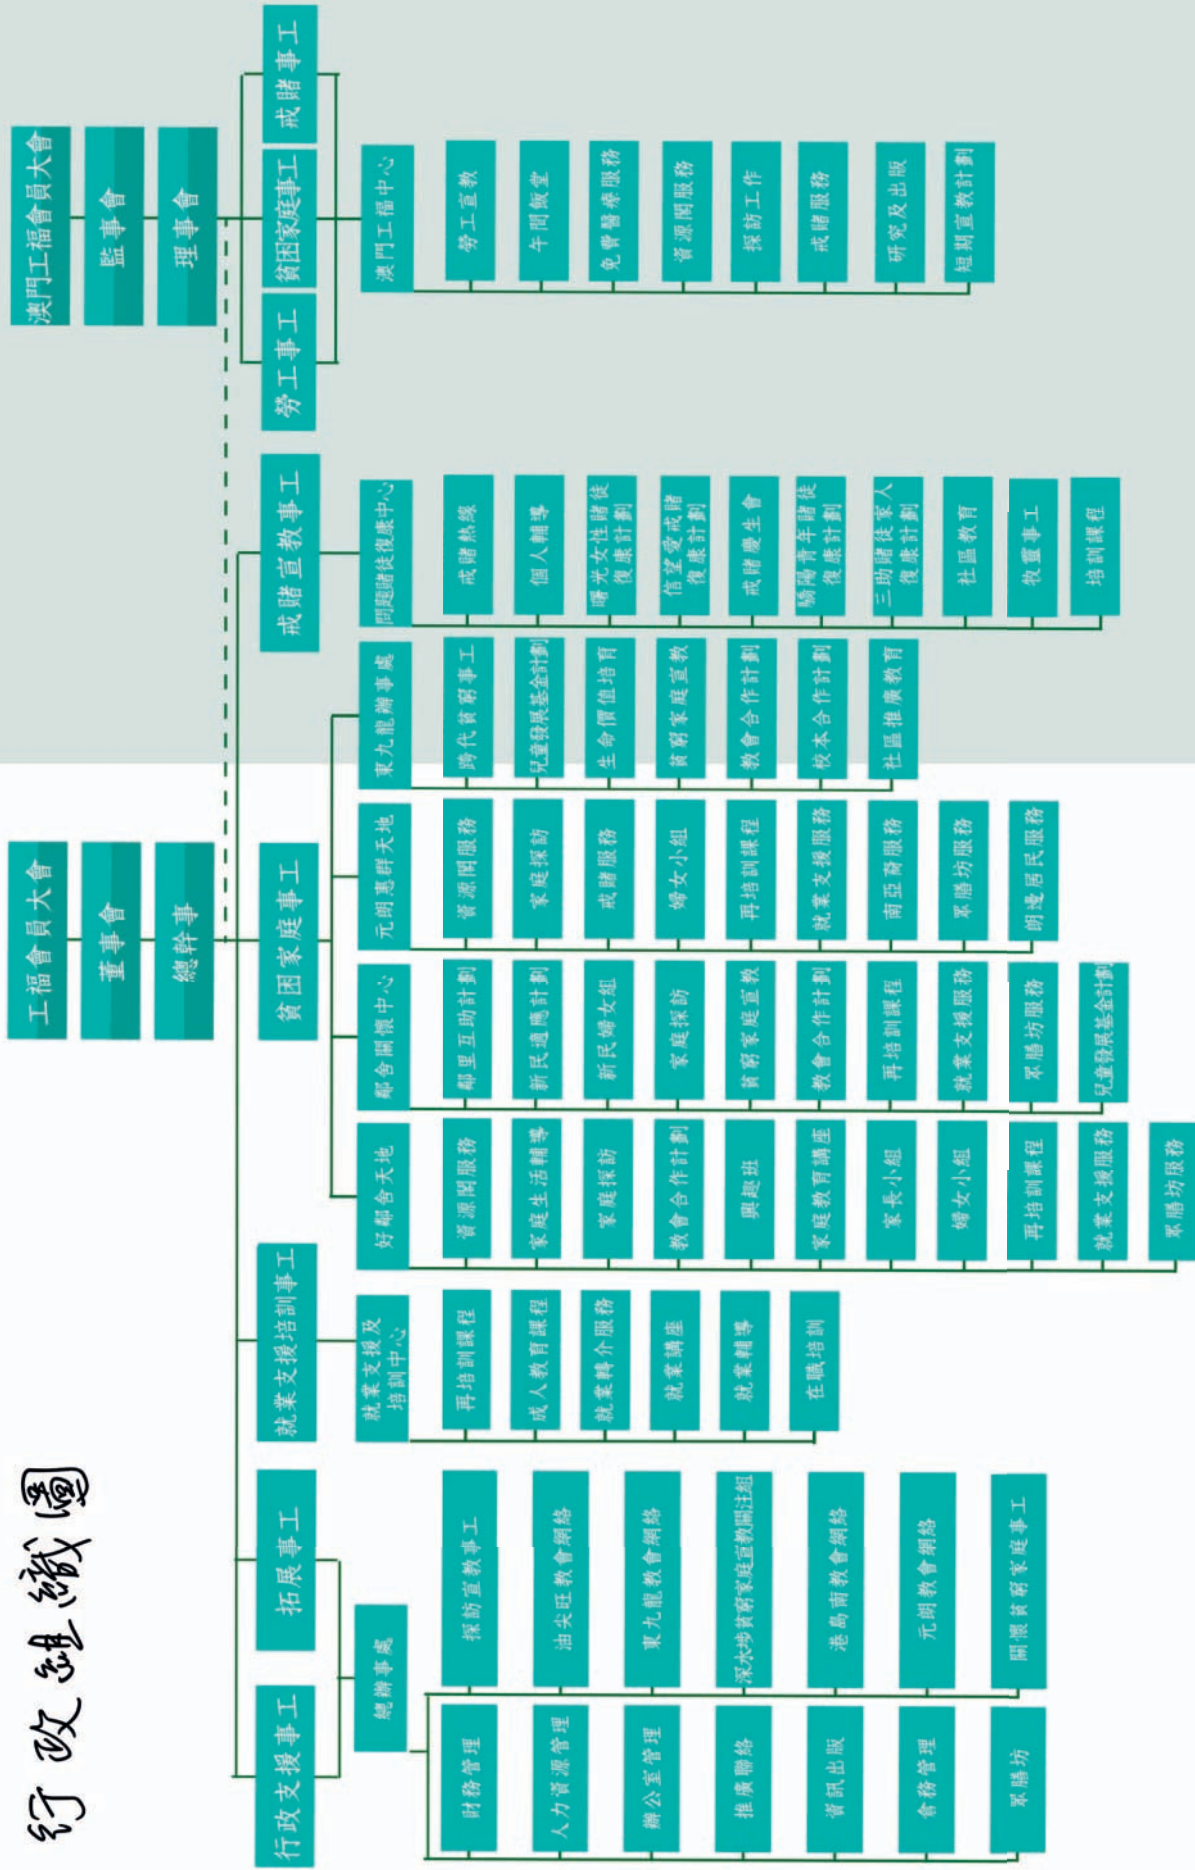 行政組織圖
工福會員大會
董事會
總幹事
澳門工福會員大會
監事會
理事會
行政支援事工
拓展事工
就業支援培訓事工
貧困家庭事工
戒賭宣教事工
勞工事工
貧困家庭事工
戒賭事工
總辦事處
財務管理
人力資源管理
辦公室管理
推廣聯絡
資訊出版
會務管理
眾膳坊
探訪宣教事工
油尖旺教會網絡
東九龍教會網絡
深水埗貧窮家庭宣教關注組
港島南教會網絡
元朗教會網絡
關懷貧窮家庭事工
就業支援及
培訓中心
再培訓課程
成人教育課程
就業轉介服務
就業講座
就業輔導
在職培訓
好鄰舍天地
資源閣服務
家庭生活輔導
家庭探訪
教會合作計劃
興趣班
家庭教育講座
家長小組
婦女小組
再培訓課程
就業支援服務
眾膳坊服務
鄰舍關懷中心
鄰里互助計劃
新民適應計劃
新民婦女組
家庭探訪
貧窮家庭宣教
教會合作計劃
再培訓課程
就業支援服務
眾膳坊服務
兒童發展基金計劃
元朗惠群天地
資源閣服務
家庭探訪
戒賭服務
婦女小組
再培訓課程
就業支援服務
南亞裔服務
眾膳坊服務
朗邊居民服務
東九龍辦事處
跨代貧窮事工
兒童發展基金計劃
生命價值培育
貧窮家庭宣教
教會合作計劃
校本合作計劃
社區推廣教育
問題賭徒復康中心
戒賭熱線
個人輔導
曙光女性賭徒
復康計劃
信望愛戒賭
復康計劃
戒賭慶生會
驕陽青年賭徒
復康計劃
三助賭徒家人
復康計劃
社區教育
牧靈事工
培訓課程
澳門工福中心
勞工宣教
午間飯堂
免費醫療服務
資源閣服務
探訪工作
戒賭服務
研究及出版
短期宣教計劃